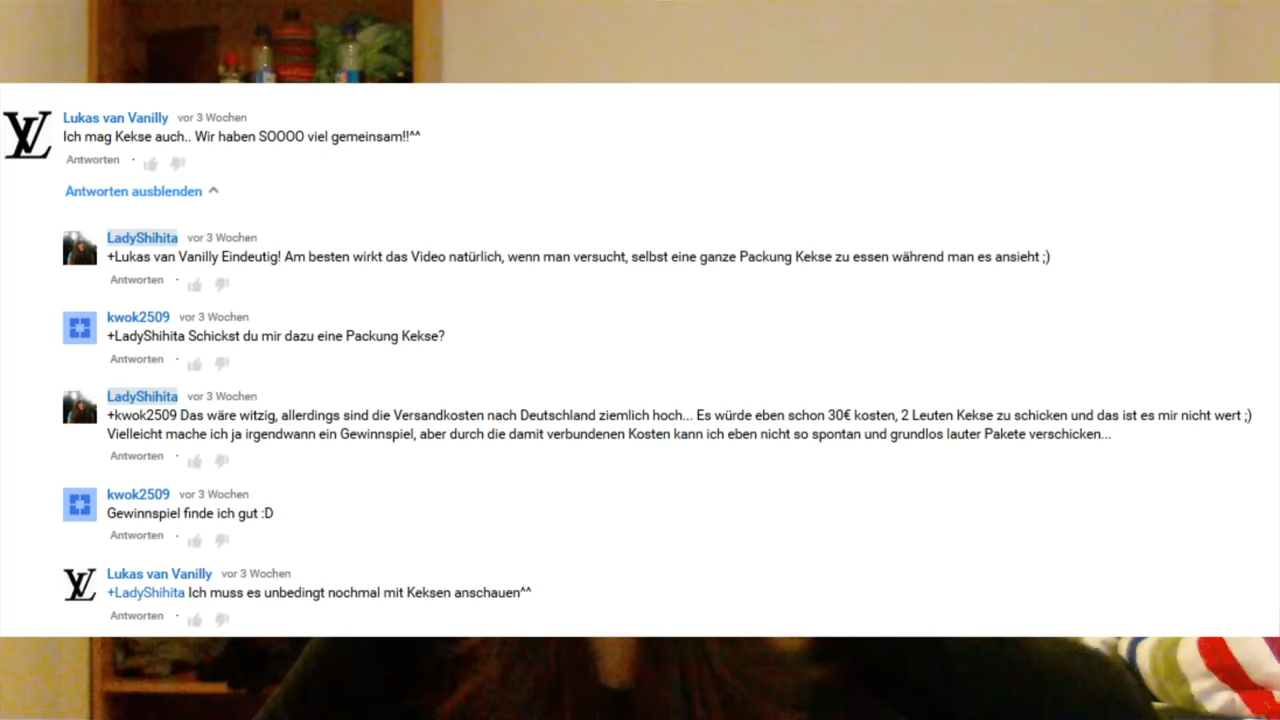 Lukas van Vanilly vor 3 Wochen
Ich mag Kekse auch.. Wir haben SOOOO viel gemeinsam!!^^
Antworten ·
Antworten ausblenden
LadyShihita vor 3 Wochen
+Lukas van Vanilly Eindeutig! Am besten wirkt das Video natürlich, wenn man versucht, selbst eine ganze Packung Kekse zu essen während man es ansieht ;)
Antworten ·
kwok2509 vor 3 Wochen
+LadyShihita Schickst du mir dazu eine Packung Kekse?
Antworten ·
LadyShihita vor 3 Wochen
+kwok2509 Das wäre witzig, allerdings sind die Versandkosten nach Deutschland ziemlich hoch... Es würde eben schon 30€ kosten, 2 Leuten Kekse zu schicken und das ist es mir nicht wert ;)
Vielleicht mache ich ja irgendwann ein Gewinnspiel, aber durch die damit verbundenen Kosten kann ich eben nicht so spontan und grundlos lauter Pakete verschicken...
Antworten ·
kwok2509 vor 3 Wochen
Gewinnspiel finde ich gut :D
Antworten ·
Lukas van Vanilly vor 3 Wochen
+LadyShihita Ich muss es unbedingt nochmal mit Keksen anschauen^^
Antworten ·